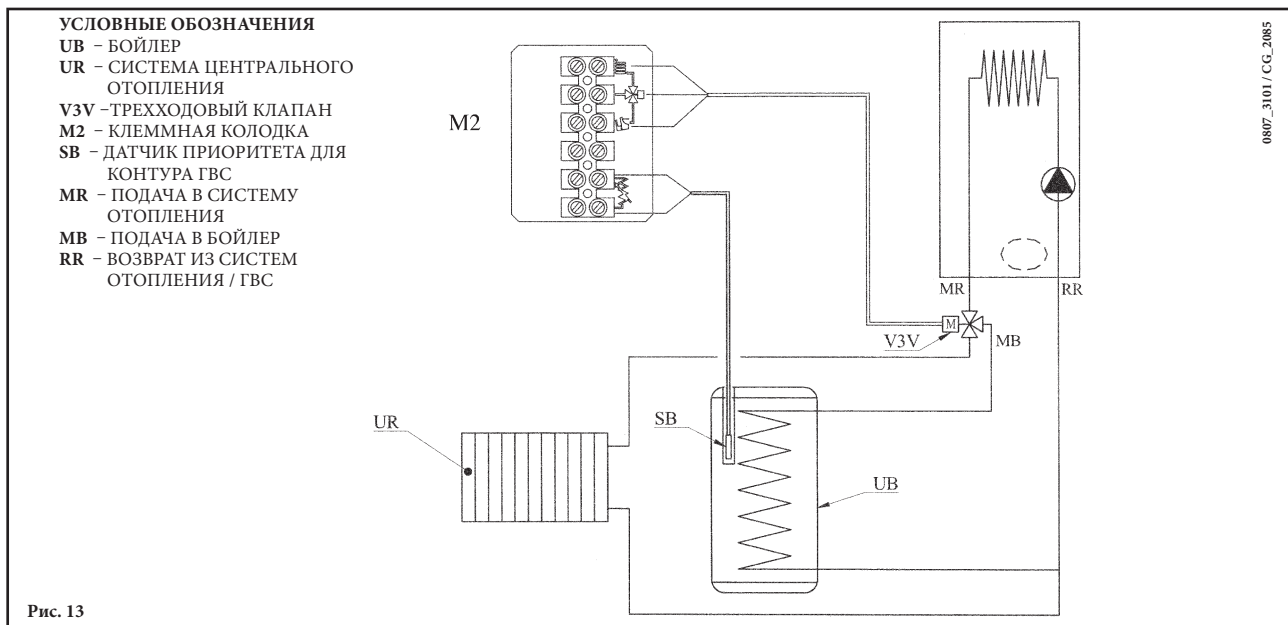 УСЛОВНЫЕ ОБОЗНАЧЕНИЯ
UB – БОЙЛЕР
UR – СИСТЕМА ЦЕНТРАЛЬНОГО
ОТОПЛЕНИЯ
V3V –ТРЕХХОДОВЫЙ КЛАПАН
M2 – КЛЕММНАЯ КОЛОДКА
SB – ДАТЧИК ПРИОРИТЕТА ДЛЯ
КОНТУРА ГВС
MR – ПОДАЧА В СИСТЕМУ
ОТОПЛЕНИЯ
MB – ПОДАЧА В БОЙЛЕР
RR – ВОЗВРАТ ИЗ СИСТЕМ
ОТОПЛЕНИЯ / ГВС
M2
0807_3101 / CG_2085
MR
RR
M
V3V
MB
UR
SB
UB
Рис. 13